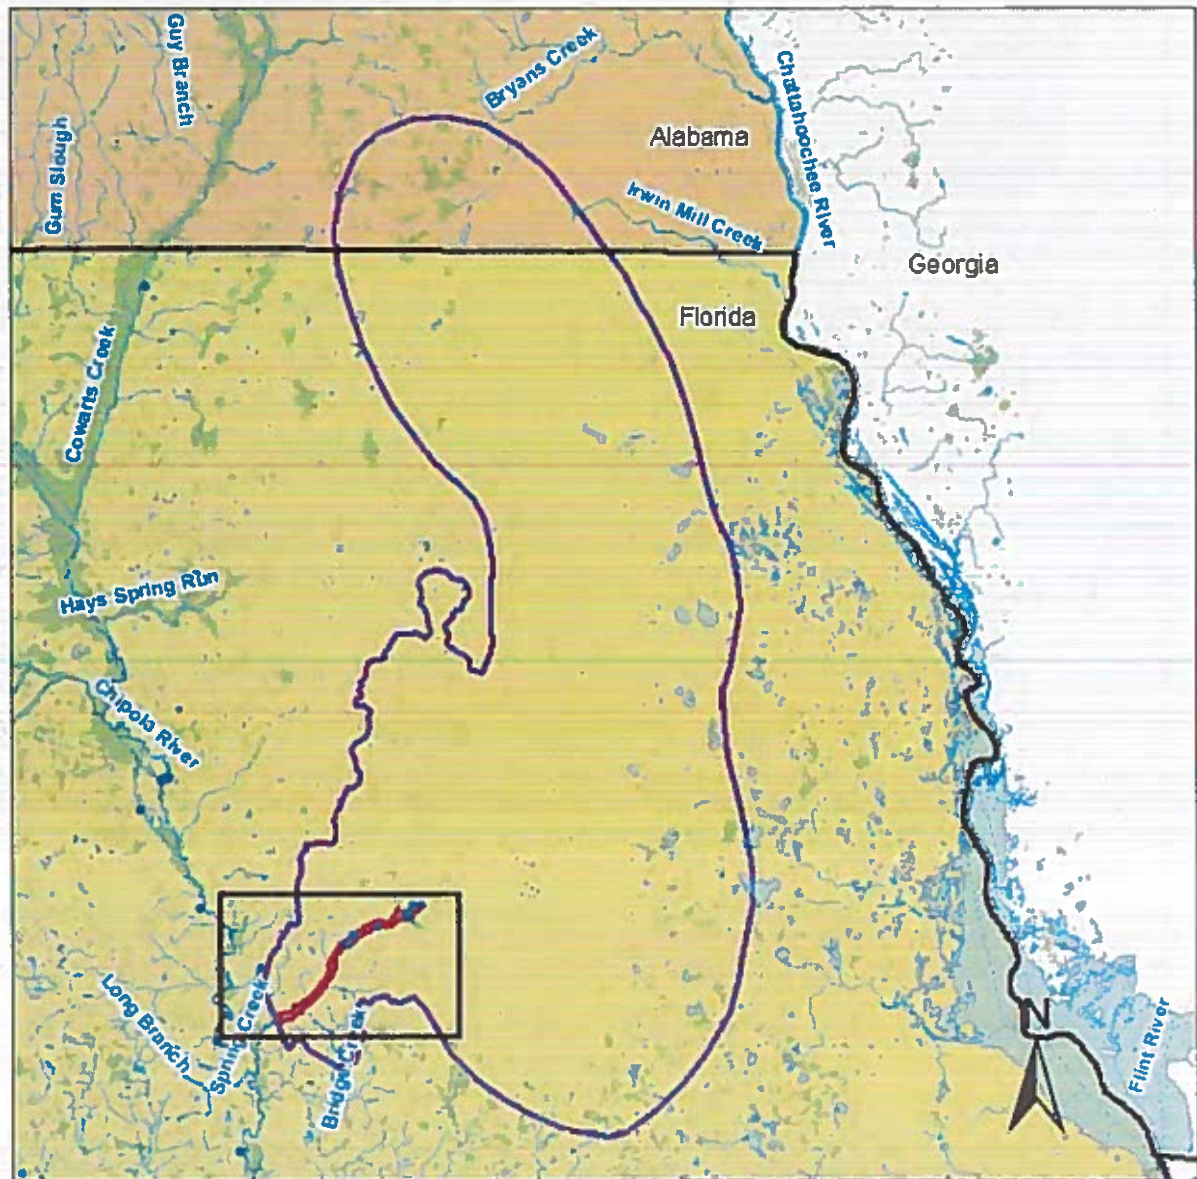 Guy Branch
Bryans Creek
Chattahoochee River
Gum Slough
Alabama
Irwin Mill Creek
Georgia
Florida
Cowarts Creek
Hays Spring Run
Chipola River
Long Branch
Spring Creek
Bridge Creek
N
Flint River